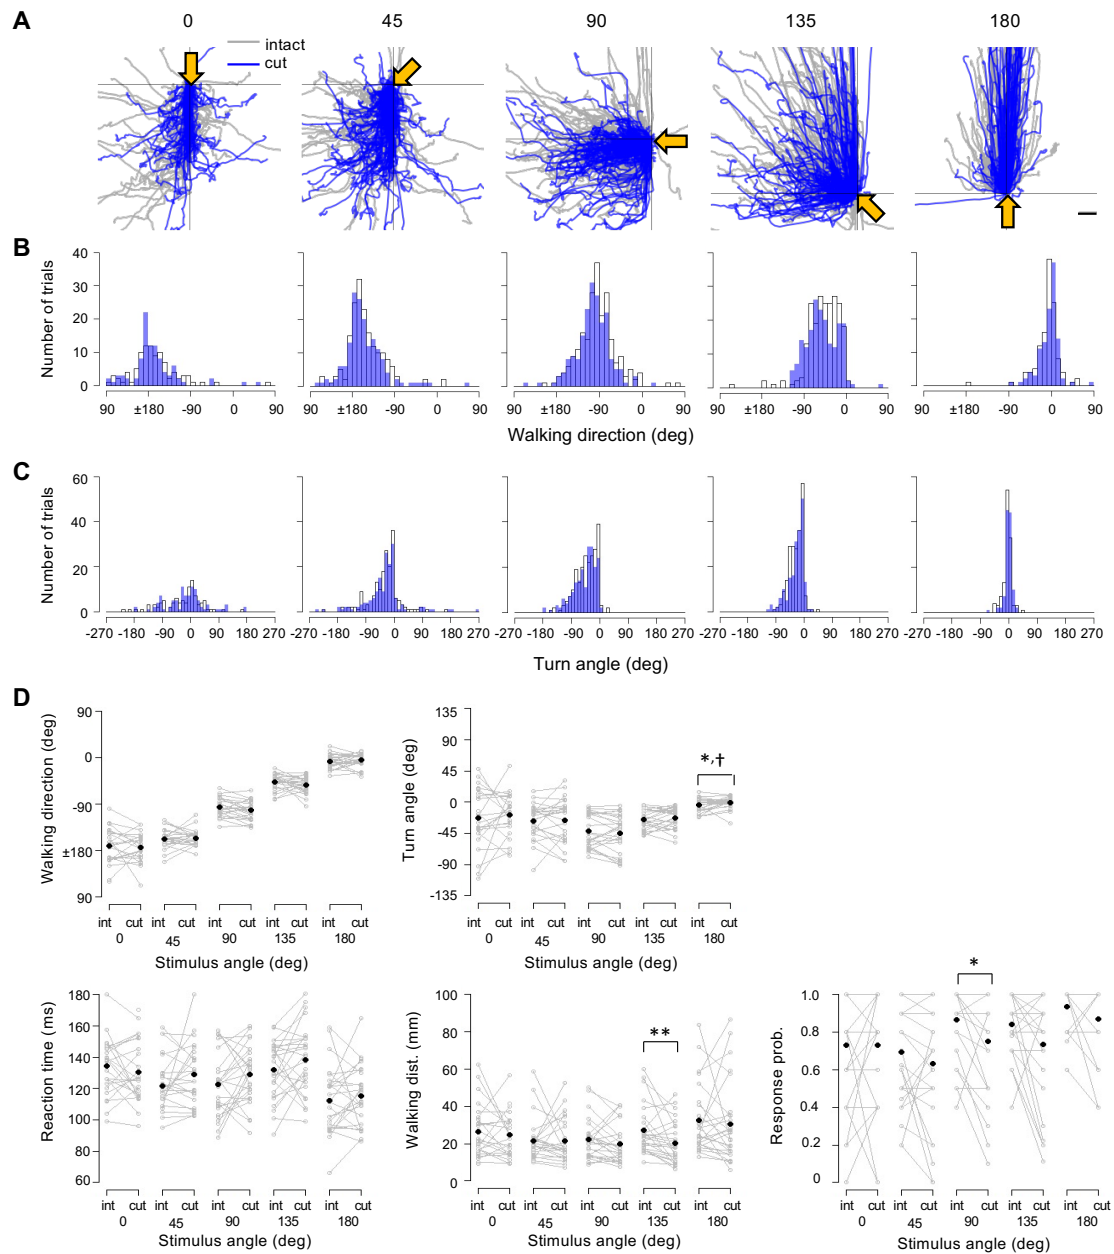 A
0 45 90 135 180
intact
cut
B
Number of trials
40
30
20
10
0
90 ±180 -90 0 90
90 ±180 -90 0 90
90 ±180 -90 0 90
90 ±180 -90 0 90
90 ±180 -90 0 90
Walking direction (deg)
C
Number of trials
60
40
20
0
-270 -180 -90 0 90 180 270
-270 -180 -90 0 90 180 270
-270 -180 -90 0 90 180 270
-270 -180 -90 0 90 180 270
-270 -180 -90 0 90 180 270
Turn angle (deg)
D
Walking direction (deg)
90
0
-90
±180
90
int cut int cut int cut int cut int cut
0 45 90 135 180
Stimulus angle (deg)
Turn angle (deg)
135
90
45
0
-45
-90
-135
*,†
int cut int cut int cut int cut int cut
0 45 90 135 180
Stimulus angle (deg)
Reaction time (ms)
180
160
140
120
100
80
60
int cut int cut int cut int cut int cut
0 45 90 135 180
Stimulus angle (deg)
Walking dist. (mm)
100
80
60
40
20
0
**
int cut int cut int cut int cut int cut
0 45 90 135 180
Stimulus angle (deg)
Response prob.
1.0
0.8
0.6
0.4
0.2
0
*
int cut int cut int cut int cut int cut
0 45 90 135 180
Stimulus angle (deg)